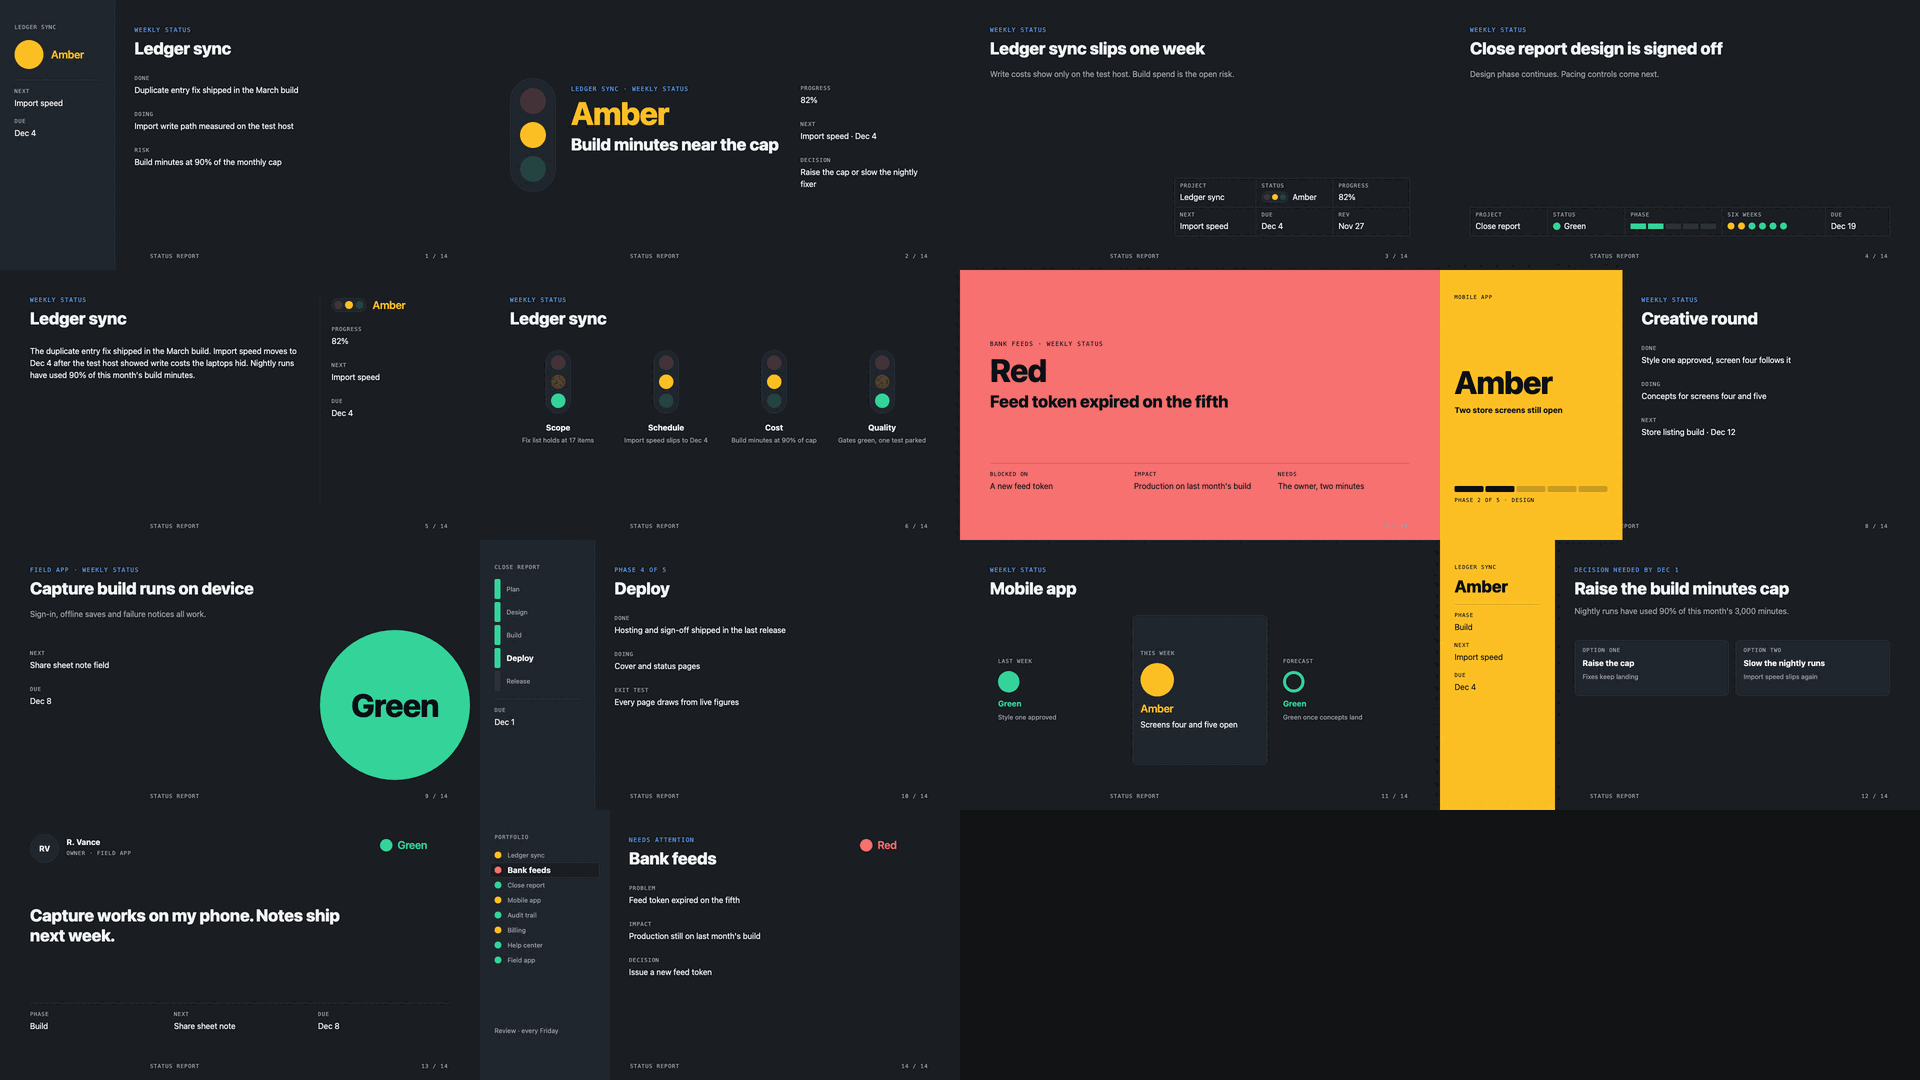 LEDGER SYNC
Amber
NEXT
Import speed
DUE
Dec 4
WEEKLY STATUS
Ledger sync
DONE
Duplicate entry fix shipped in the March build
DOING
Import write path measured on the test host
RISK
Build minutes at 90% of the monthly cap
STATUS REPORT
1 / 14
LEDGER SYNC · WEEKLY STATUS
Amber
Build minutes near the cap
PROGRESS
82%
NEXT
Import speed · Dec 4
DECISION
Raise the cap or slow the nightly
fixer
STATUS REPORT
2 / 14
WEEKLY STATUS
Ledger sync slips one week
Write costs show only on the test host. Build spend is the open risk.
PROJECT
Ledger sync
STATUS
Amber
PROGRESS
82%
NEXT
Import speed
DUE
Dec 4
REV
Nov 27
STATUS REPORT
3 / 14
WEEKLY STATUS
Close report design is signed off
Design phase continues. Pacing controls come next.
PROJECT
Close report
STATUS
Green
PHASE
SIX WEEKS
DUE
Dec 19
STATUS REPORT
4 / 14
WEEKLY STATUS
Ledger sync
The duplicate entry fix shipped in the March build. Import speed moves to
Dec 4 after the test host showed write costs the laptops hid. Nightly runs
have used 90% of this month's build minutes.
Amber
PROGRESS
82%
NEXT
Import speed
DUE
Dec 4
STATUS REPORT
5 / 14
WEEKLY STATUS
Ledger sync
Scope
Fix list holds at 17 items
Schedule
Import speed slips to Dec 4
Cost
Build minutes at 90% of cap
Quality
Gates green, one test parked
STATUS REPORT
6 / 14
BANK FEEDS · WEEKLY STATUS
Red
Feed token expired on the fifth
BLOCKED ON
A new feed token
IMPACT
Production on last month's build
NEEDS
The owner, two minutes
MOBILE APP
Amber
Two store screens still open
PHASE 2 OF 5 · DESIGN
WEEKLY STATUS
Creative round
DONE
Style one approved, screen four follows it
DOING
Concepts for screens four and five
NEXT
Store listing build · Dec 12
PORT
8 / 14
FIELD APP · WEEKLY STATUS
Capture build runs on device
Sign-in, offline saves and failure notices all work.
NEXT
Share sheet note field
DUE
Dec 8
Green
STATUS REPORT
9 / 14
CLOSE REPORT
Plan
Design
Build
Deploy
Release
DUE
Dec 1
PHASE 4 OF 5
Deploy
DONE
Hosting and sign-off shipped in the last release
DOING
Cover and status pages
EXIT TEST
Every page draws from live figures
STATUS REPORT
10 / 14
WEEKLY STATUS
Mobile app
LAST WEEK
Green
Style one approved
THIS WEEK
Amber
Screens four and five open
FORECAST
Green
Green once concepts land
STATUS REPORT
11 / 14
LEDGER SYNC
Amber
PHASE
Build
NEXT
Import speed
DUE
Dec 4
DECISION NEEDED BY DEC 1
Raise the build minutes cap
Nightly runs have used 90% of this month's 3,000 minutes.
OPTION ONE
Raise the cap
Fixes keep landing
OPTION TWO
Slow the nightly runs
Import speed slips again
STATUS REPORT
12 / 14
RV
R. Vance
OWNER · FIELD APP
Green
Capture works on my phone. Notes ship
next week.
PHASE
Build
NEXT
Share sheet note
DUE
Dec 8
STATUS REPORT
13 / 14
PORTFOLIO
Ledger sync
Bank feeds
Close report
Mobile app
Audit trail
Billing
Help center
Field app
Review · every Friday
NEEDS ATTENTION
Bank feeds
Red
PROBLEM
Feed token expired on the fifth
IMPACT
Production still on last month's build
DECISION
Issue a new feed token
STATUS REPORT
14 / 14